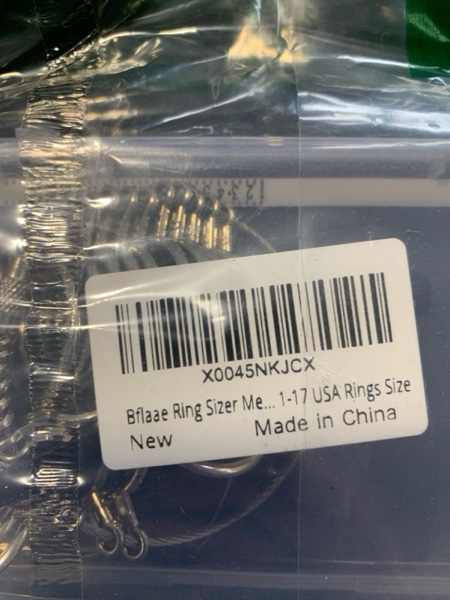 X0045NKJCX
Bflaae Ring Sizer Me... 1-17 USA Rings Size
New Made in China